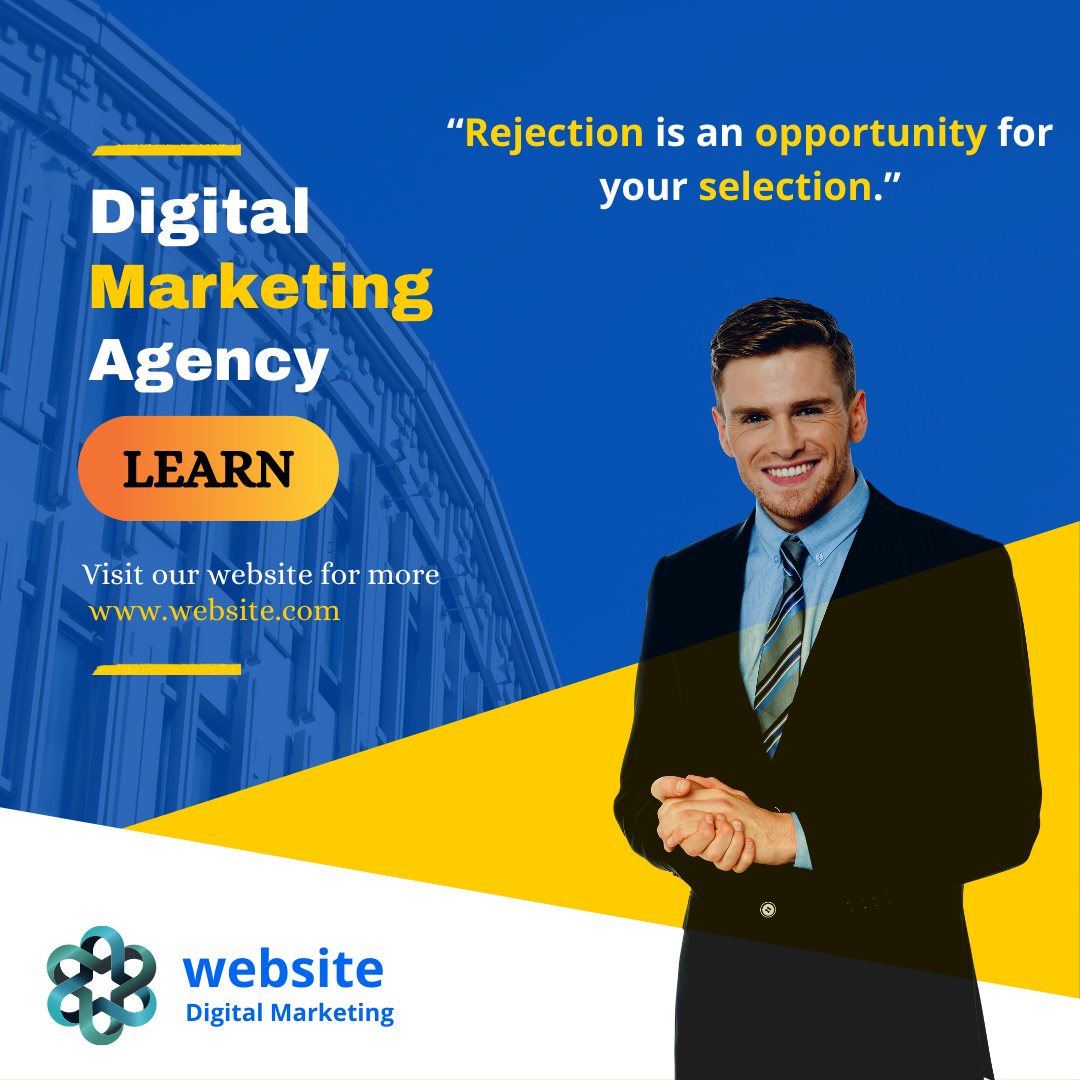 “Rejection is an opportunity for
your selection.”
Digital
Marketing
Agency
LEARN
Visit our website for more
www.website.com
website
Digital Marketing